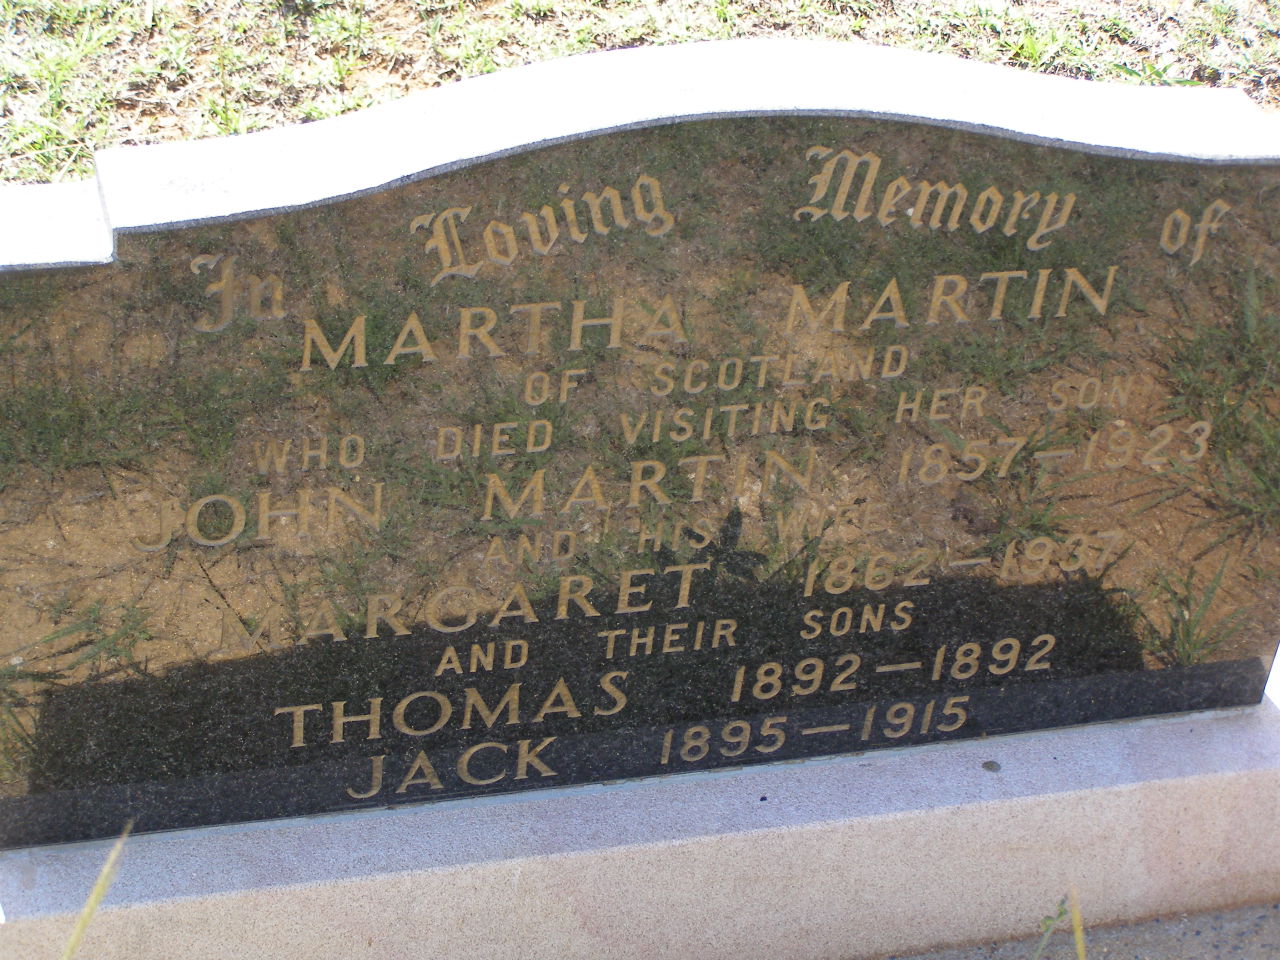 In Loving Memory of
MARTHA MARTIN
OF SCOTLAND
WHO DIED VISITING HER SON
JOHN MARTIN 1857-1923
AND HIS WIFE
MARGARET 1862-1937
AND THEIR SONS
THOMAS 1892-1892
JACK 1895-1915